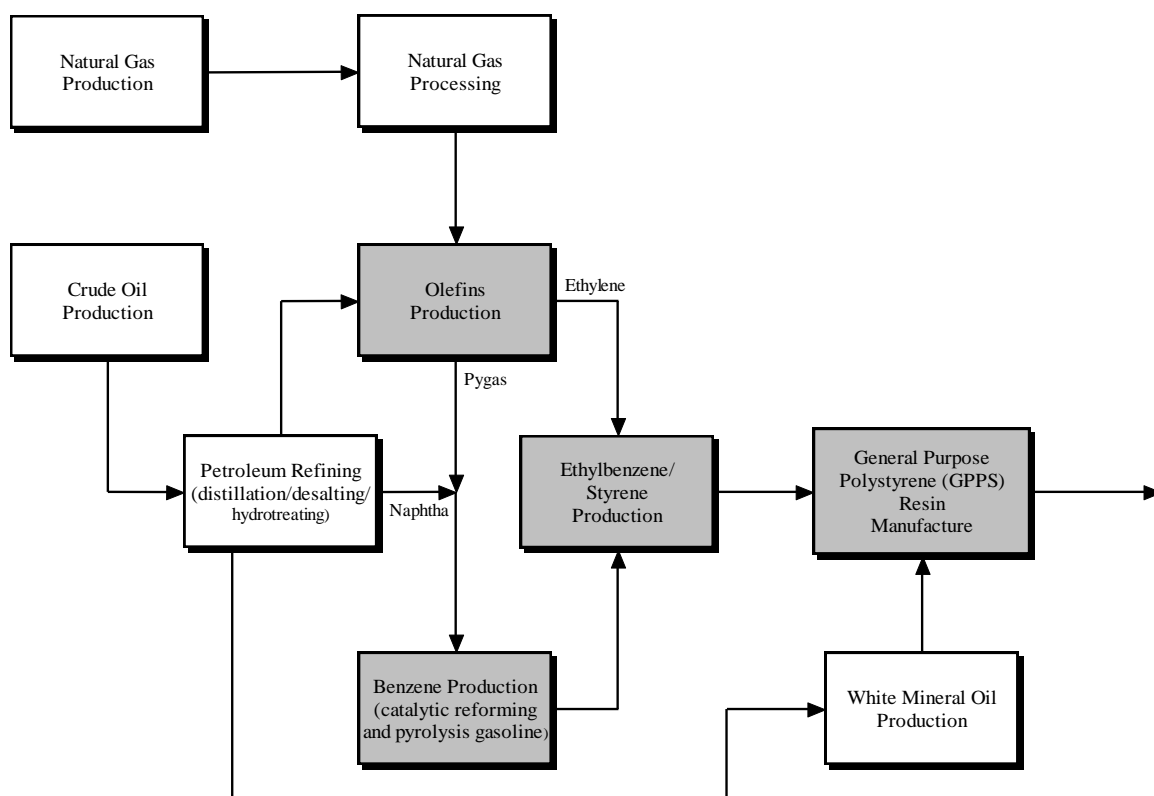 Natural Gas
Production
Natural Gas
Processing
Crude Oil
Production
Olefins
Production
Ethylene
Pygas
Petroleum Refining
(distillation/desalting/
hydrotreating)
Naphtha
Ethylbenzene/
Styrene
Production
General Purpose
Polystyrene (GPPS)
Resin
Manufacture
Benzene Production
(catalytic reforming
and pyrolysis gasoline)
White Mineral Oil
Production